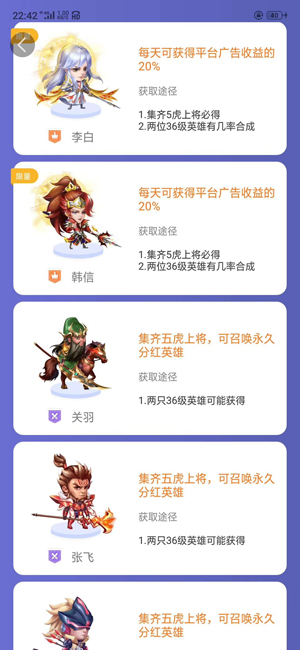 22:42
1.00
KB/S
HD
40
每天可获得平台广告收益的
20%
获取途径
1.集齐5虎上将必得
2.两位36级英雄有几率合成
李白
限量
每天可获得平台广告收益的
20%
获取途径
1.集齐5虎上将必得
2.两位36级英雄有几率合成
韩信
集齐五虎上将，可召唤永久
分红英雄
获取途径
1.两只36级英雄可能获得
关羽
集齐五虎上将，可召唤永久
分红英雄
获取途径
1.两只36级英雄可能获得
张飞
集齐五虎上将，可召唤永久
分红英雄